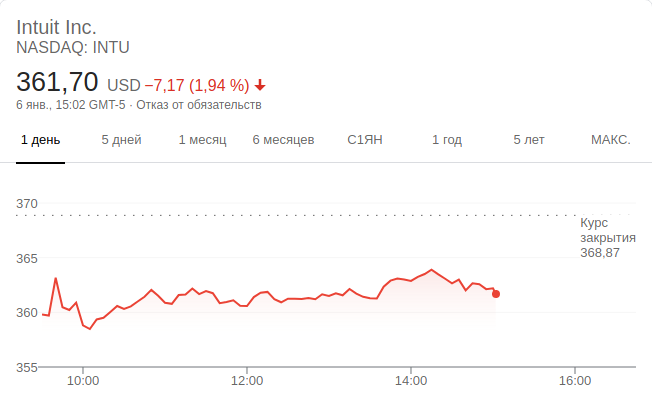 Intuit Inc.
NASDAQ: INTU
361,70 USD −7,17 (1,94 %)
6 янв., 15:02 GMT-5 · Отказ от обязательств
1 день 5 дней 1 месяц 6 месяцев С1ЯН 1 год 5 лет МАКС.
370
Курс
закрытия
368,87
365
360
355
10:00 12:00 14:00 16:00